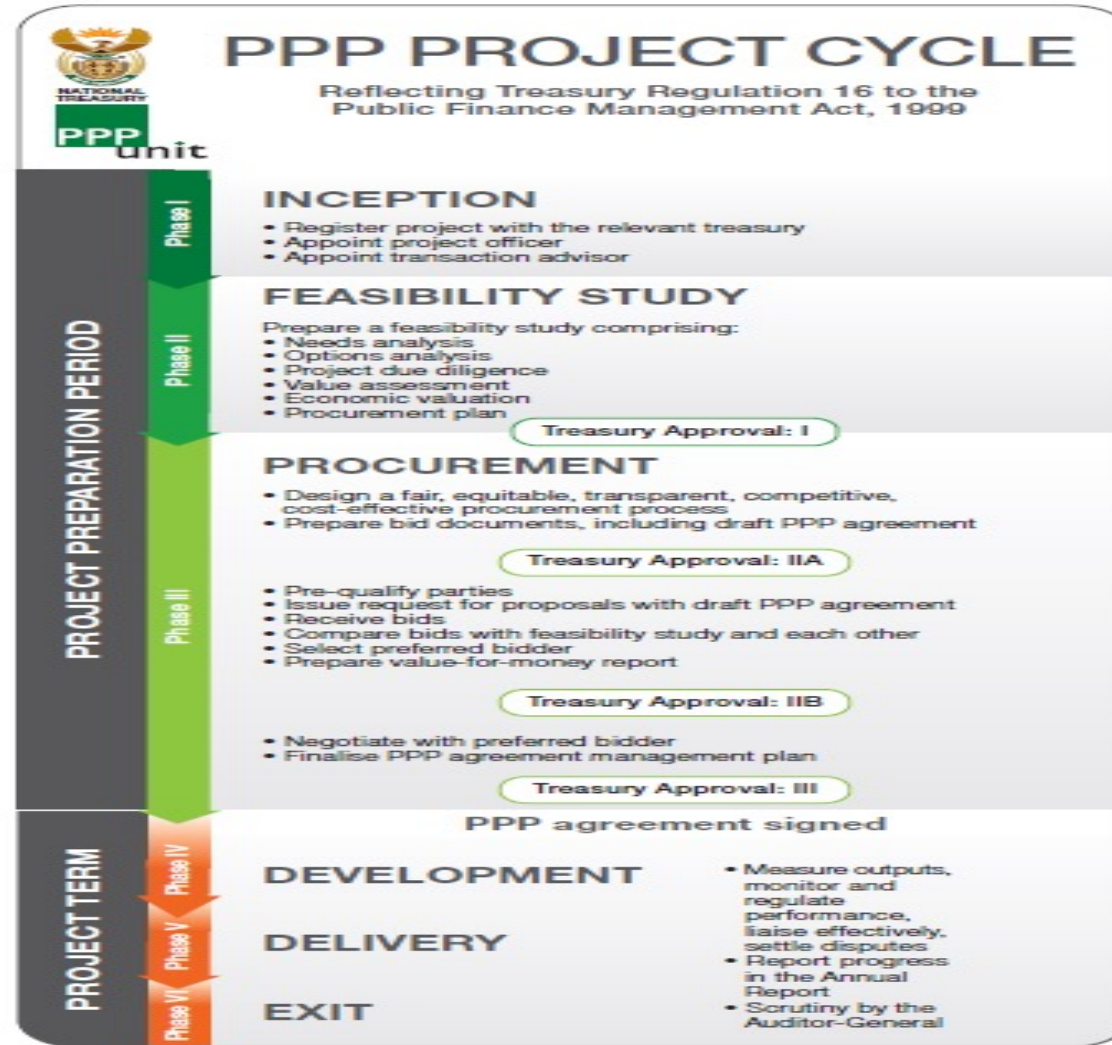 NATIONAL
TREASURY
PPP
unit
PPP PROJECT CYCLE
Reflecting Treasury Regulation 16 to the
Public Finance Management Act, 1999
PROJECT PREPARATION PERIOD
Phase I
INCEPTION
• Register project with the relevant treasury
• Appoint project officer
• Appoint transaction advisor
Phase II
FEASIBILITY STUDY
Prepare a feasibility study comprising:
• Needs analysis
• Options analysis
• Project due diligence
• Value assessment
• Economic valuation
• Procurement plan
Treasury Approval: I
Phase III
PROCUREMENT
• Design a fair, equitable, transparent, competitive,
cost-effective procurement process
• Prepare bid documents, including draft PPP agreement
Treasury Approval: IIA
• Pre-qualify parties
• Issue request for proposals with draft PPP agreement
• Receive bids
• Compare bids with feasibility study and each other
• Select preferred bidder
• Prepare value-for-money report
Treasury Approval: IIB
• Negotiate with preferred bidder
• Finalise PPP agreement management plan
Treasury Approval: III
PROJECT TERM
PPP agreement signed
Phase IV
DEVELOPMENT
Phase V
DELIVERY
Phase VI
EXIT
• Measure outputs,
monitor and
regulate
performance,
liaise effectively,
settle disputes
• Report progress
in the Annual
Report
• Scrutiny by the
Auditor-General